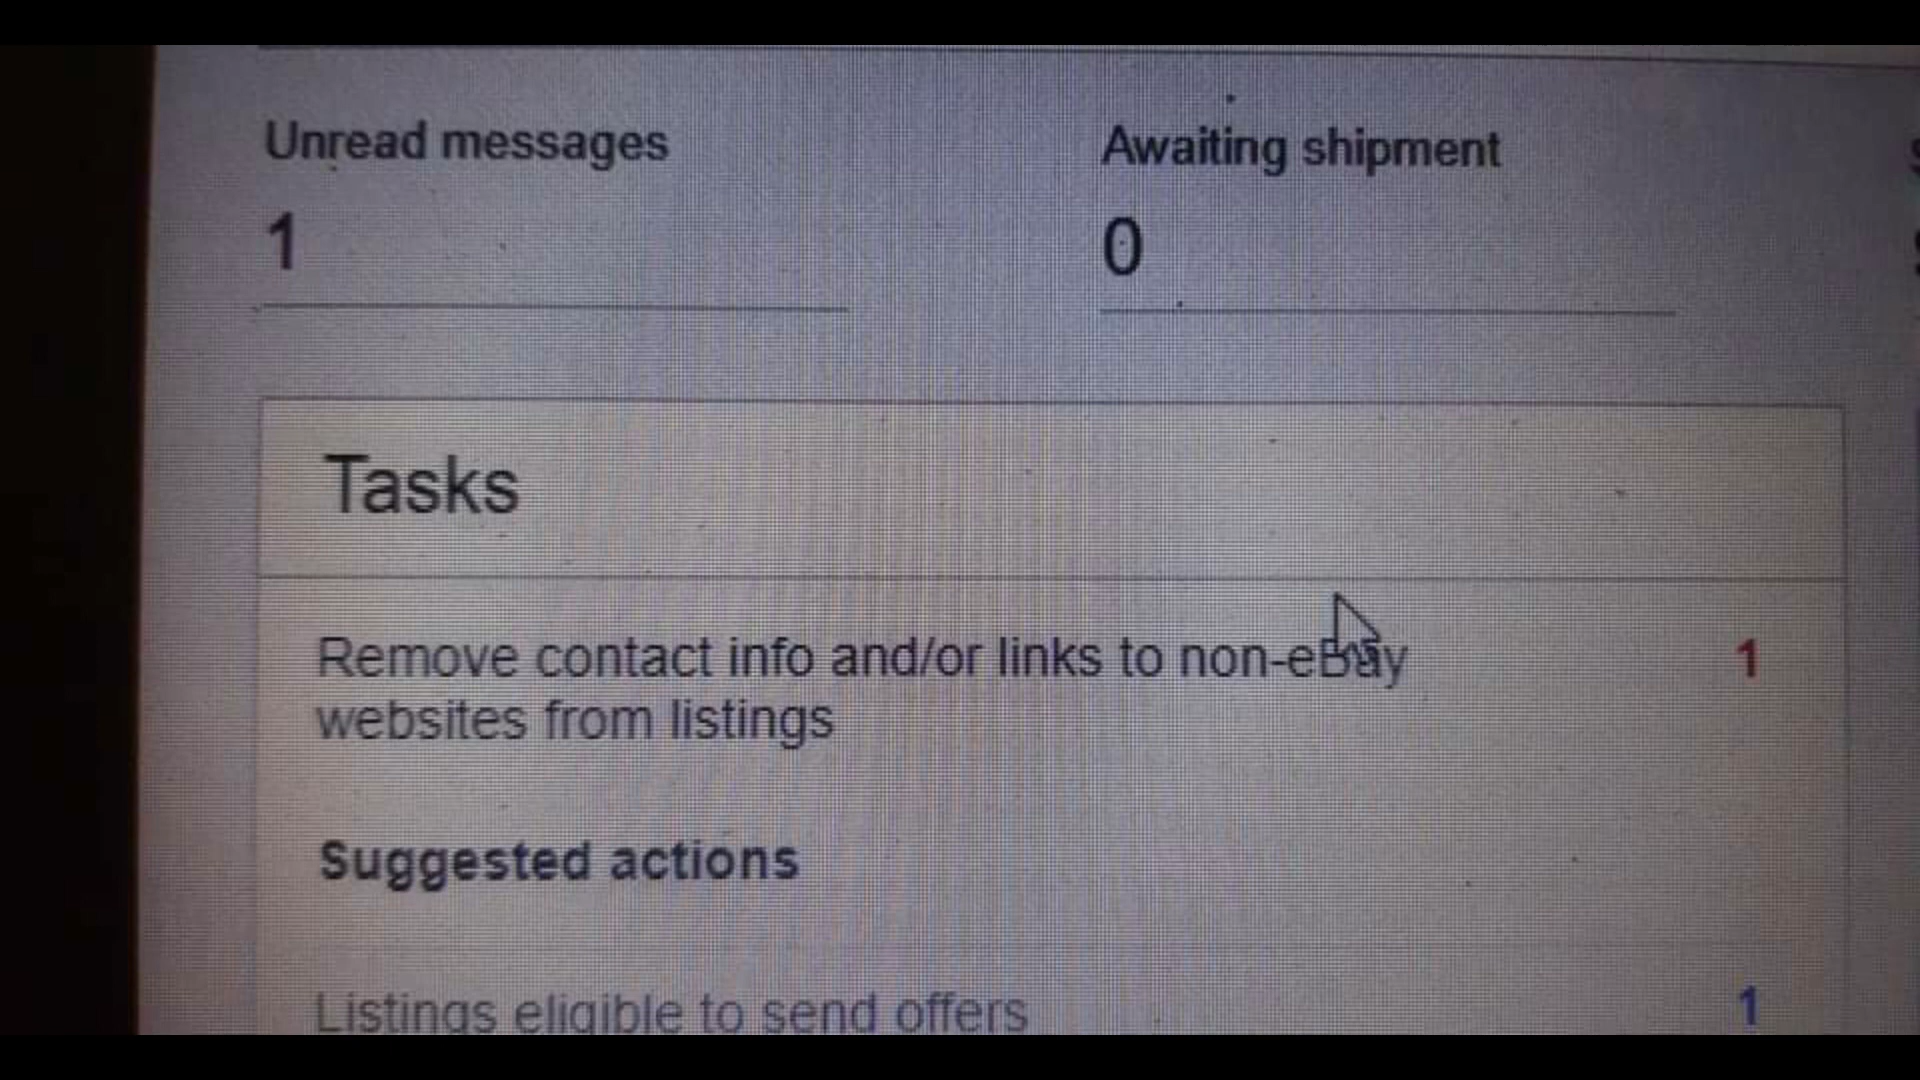 Unread messages
Awaiting shipment
1
0
Tasks
Remove contact info and/or links to non-eBay
1
websites from listings
Suggested actions
Listings eligible to send offers
1